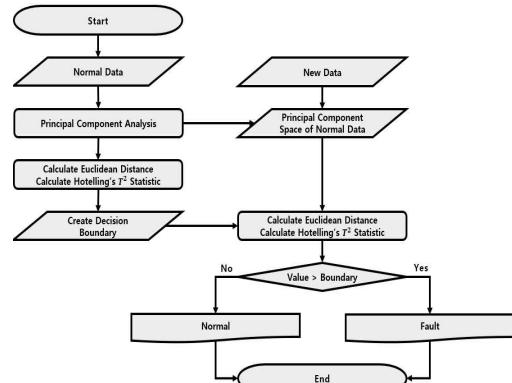 Start
Normal Data
New Data
Principal Component Analysis
Principal Component
Space of Normal Data
Calculate Euclidean Distance
Calculate Hotelling's T² Statistic
Create Decision
Boundary
Calculate Euclidean Distance
Calculate Hotelling's T² Statistic
No
Value > Boundary
Yes
Normal
Fault
End